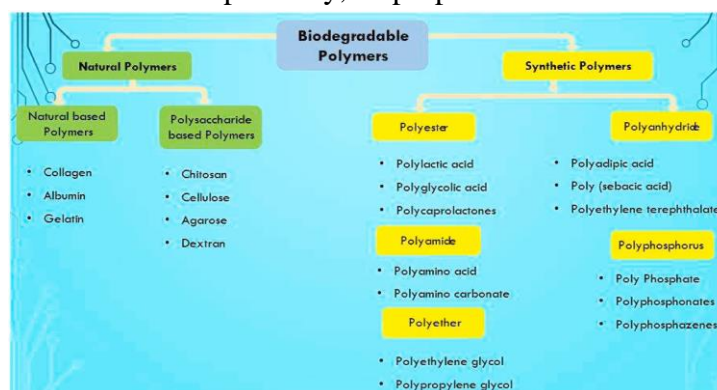 Biodegradable
Polymers
Natural Polymers
Synthetic Polymers
Natural based
Polymers
Polysaccharide
based Polymers
• Collagen
• Albumin
• Gelatin
• Chitosan
• Cellulose
• Agarose
• Dextran
Polyester
• Polylactic acid
• Polyglycolic acid
• Polycaprolactones
Polyamide
• Polyamino acid
• Polyamino carbonate
Polyether
• Polyethylene glycol
• Polypropylene glycol
Polyanhydride
• Polyadipic acid
• Poly (sebacic acid)
• Polyethylene terephthalate
Polyphosphorus
• Poly Phosphate
• Polyphosphonates
• Polyphosphazenes